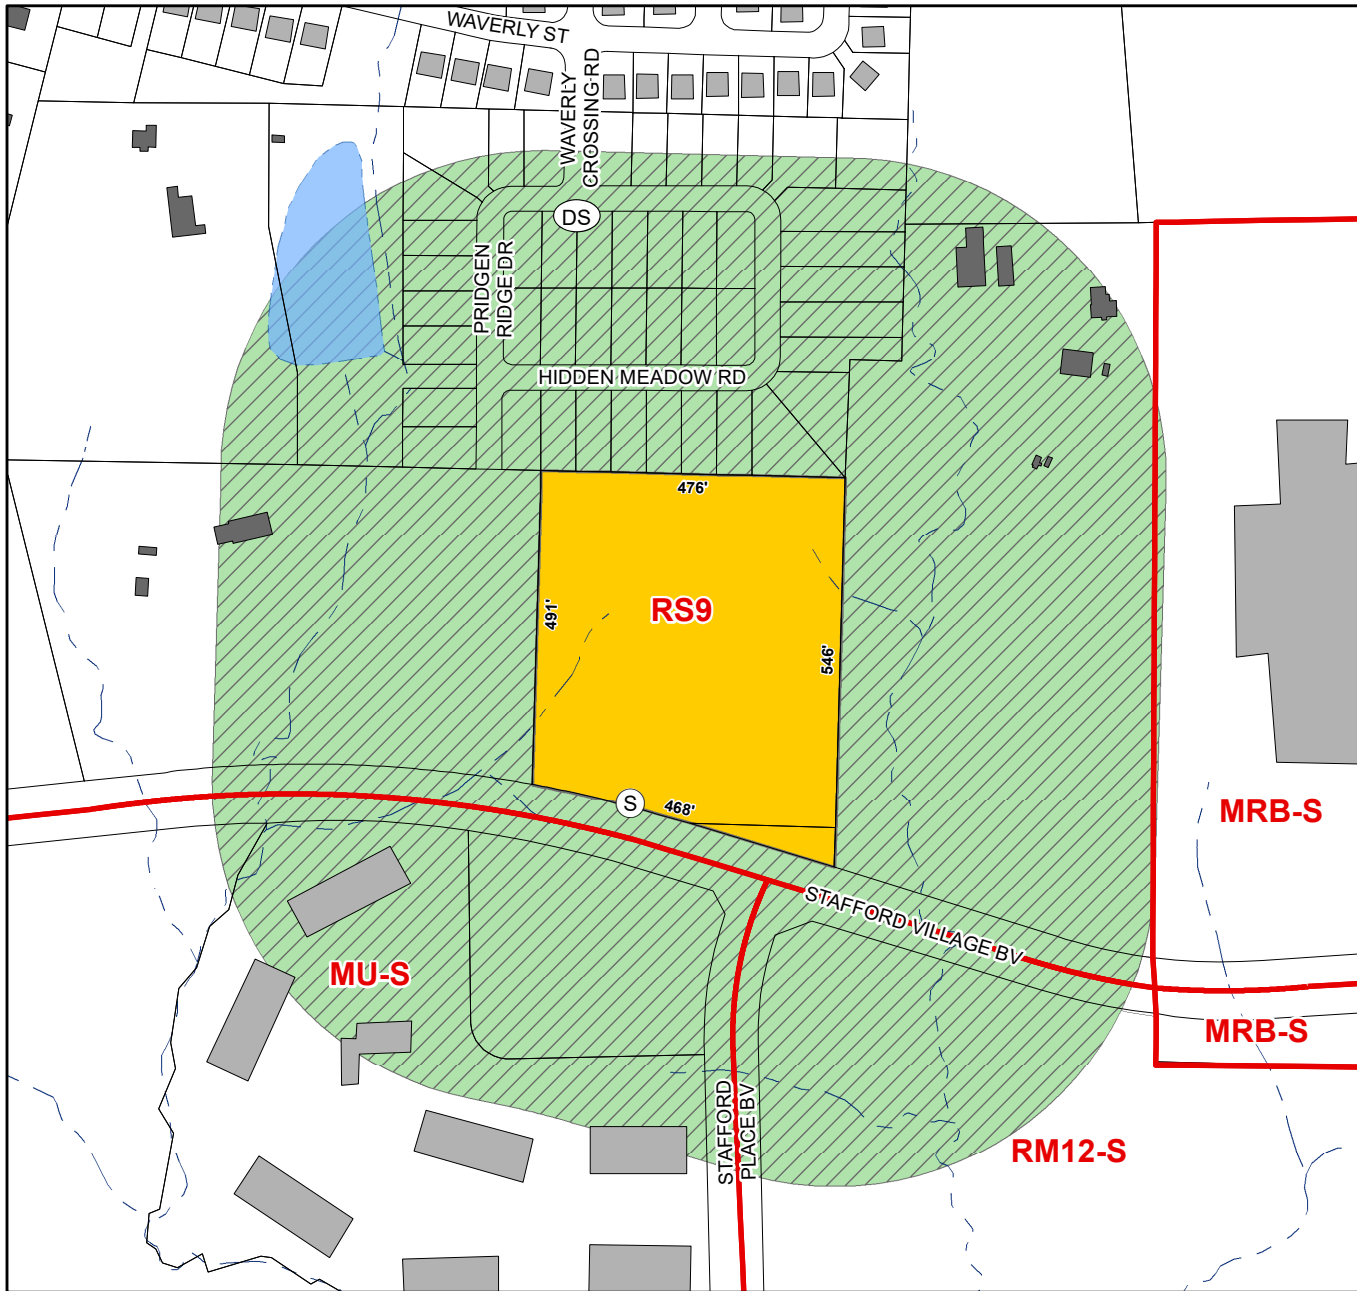 WAVERLY ST
WAVERLY
CROSSING RD
DS
PRIDGEN
RIDGE DR
HIDDEN MEADOW RD
476'
RS9
491'
546'
S
468'
MRB-S
STAFFORD VILLAGE BV
MU-S
MRB-S
STAFFORD
PLACE BV
RM12-S